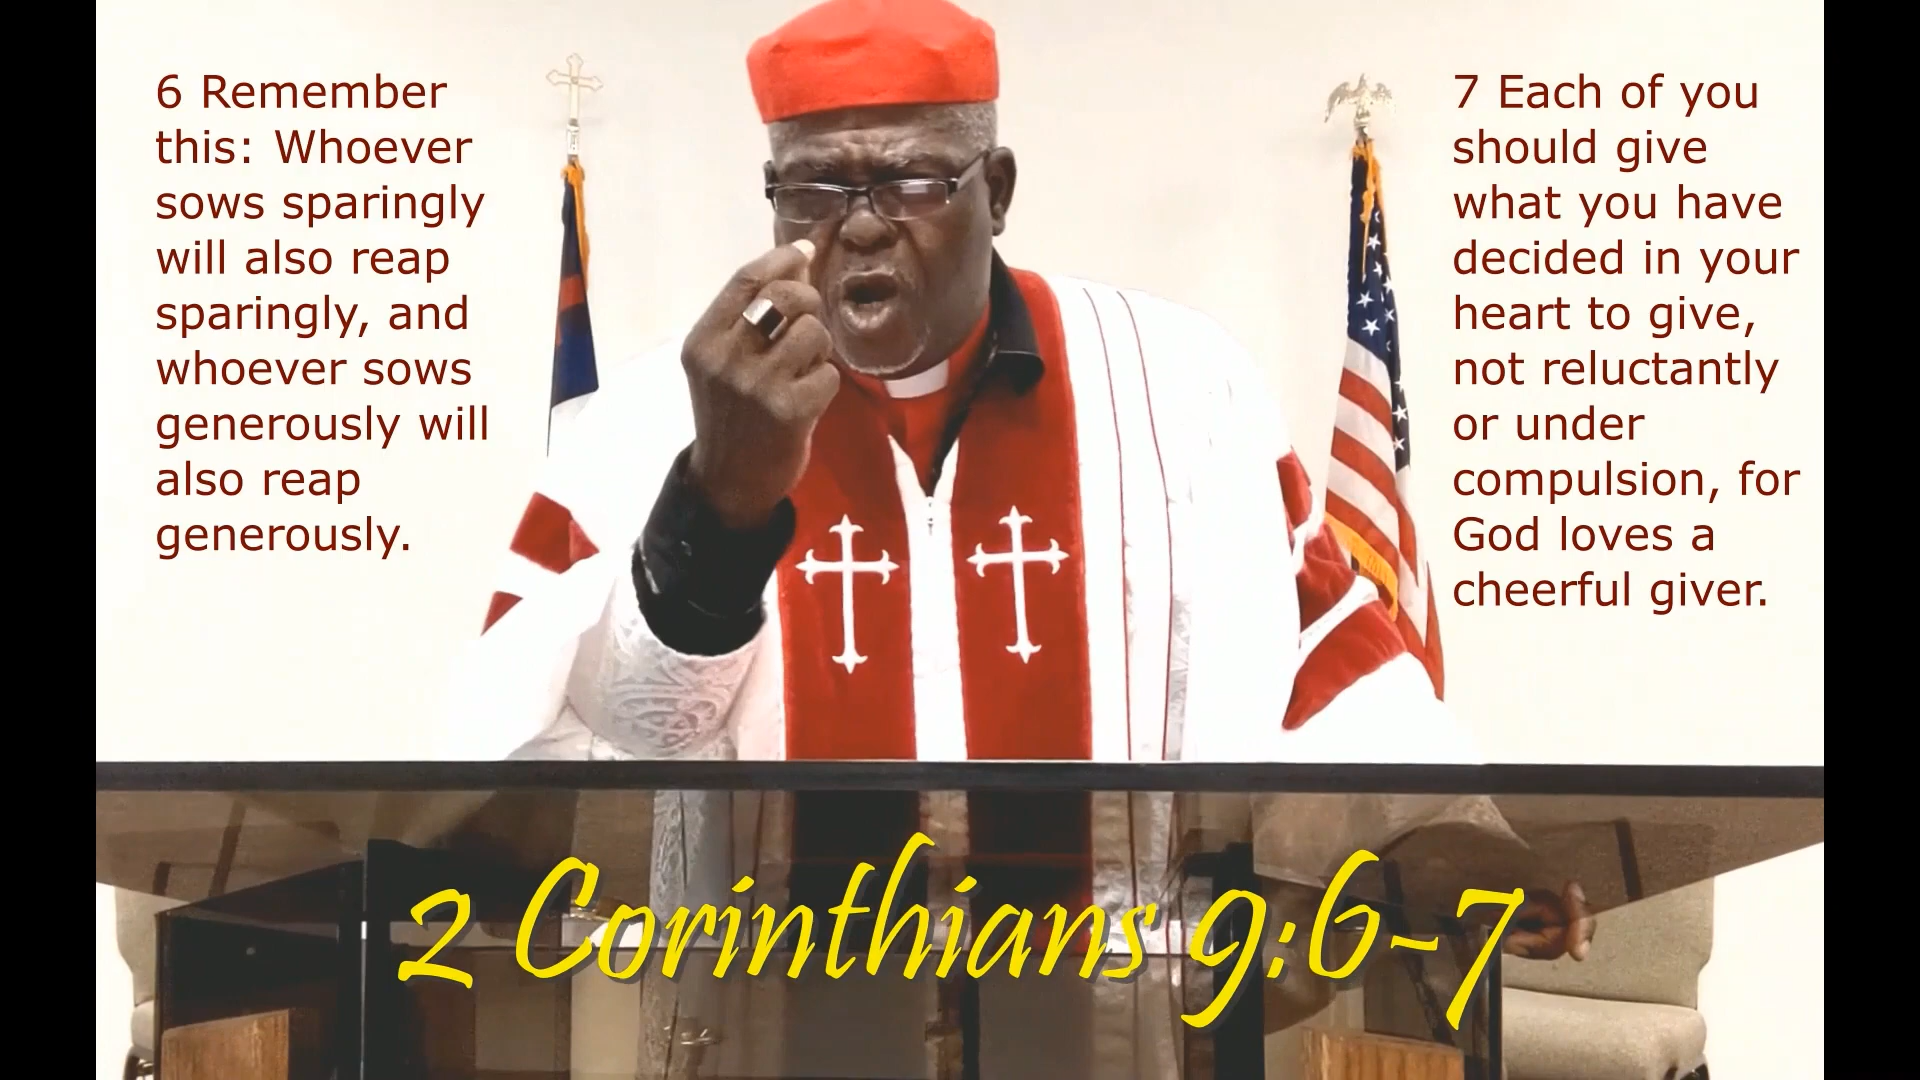 6 Remember
this: Whoever
sows sparingly
will also reap
sparingly, and
whoever sows
generously will
also reap
generously.
7 Each of you
should give
what you have
decided in your
heart to give,
not reluctantly
or under
compulsion, for
God loves a
cheerful giver.
2 Corinthians 9:6-7